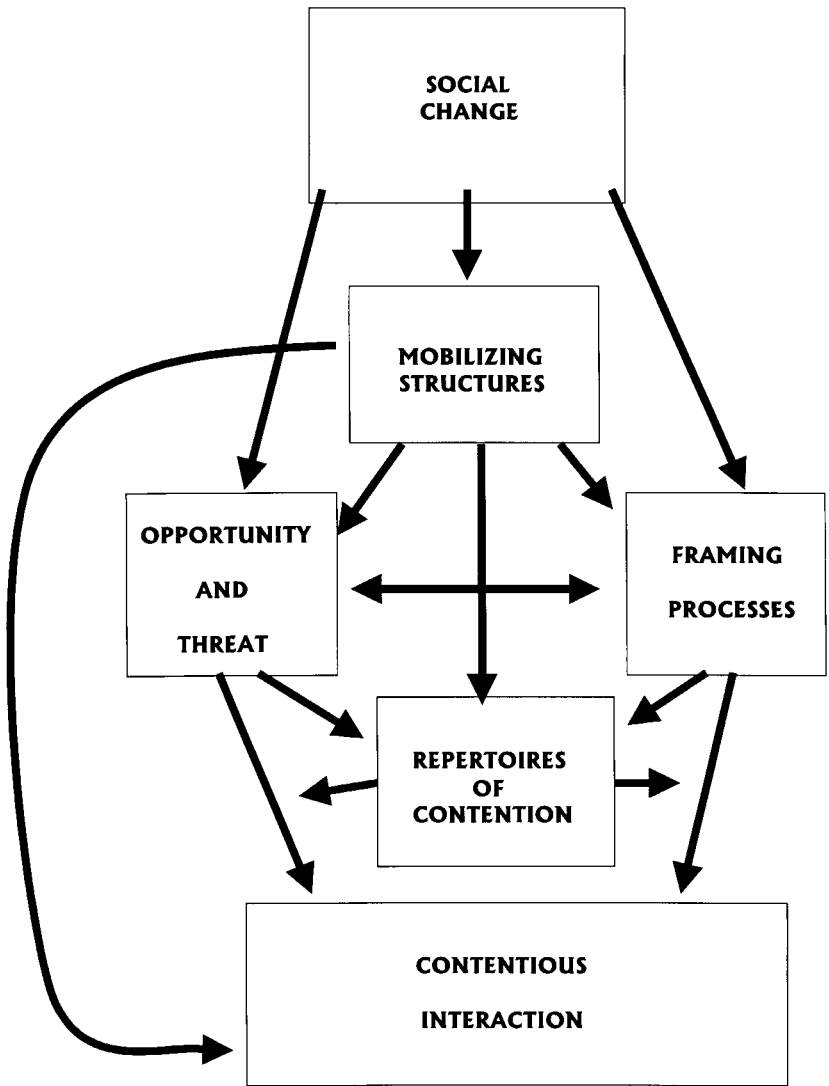 SOCIAL
CHANGE
MOBILIZING
STRUCTURES
OPPORTUNITY
AND
THREAT
FRAMING
PROCESSES
REPERTOIRES
OF
CONTENTION
CONTENTIOUS
INTERACTION